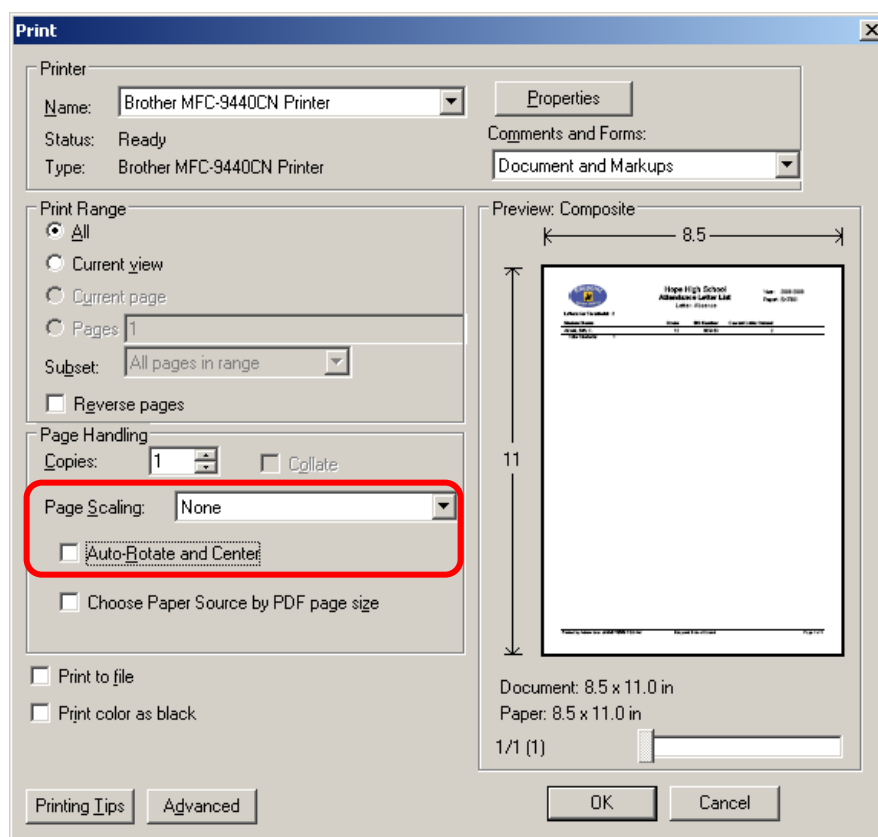 Print
Printer
Name: Brother MFC-9440CN Printer
Properties
Status: Ready
Comments and Forms:
Type: Brother MFC-9440CN Printer
Document and Markups
Print Range
All
Current view
Current page
Pages 1
Subset: All pages in range
Reverse pages
Page Handling
Copies: 1 Collate
Page Scaling: None
Auto-Rotate and Center
Choose Paper Source by PDF page size
Print to file
Print color as black
Printing Tips Advanced
Preview: Composite
8.5
11
Hope High School
Attendance Letter List
Document: 8.5 x 11.0 in
Paper: 8.5 x 11.0 in
1/1 (1)
OK Cancel